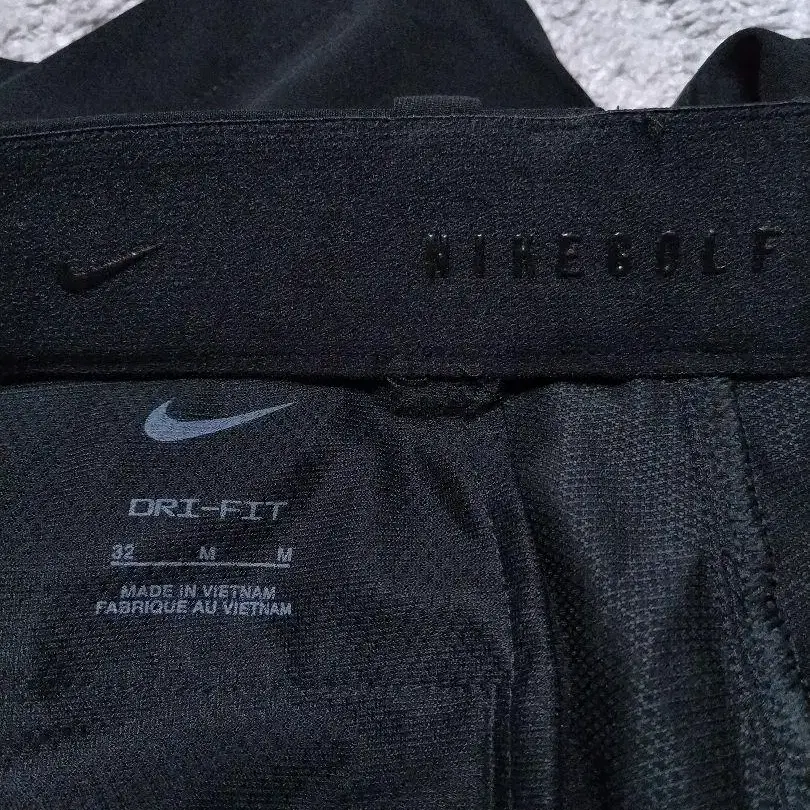 NIKEGOLF
DRI-FIT
32 M M
MADE IN VIETNAM
FABRIQUE AU VIETNAM